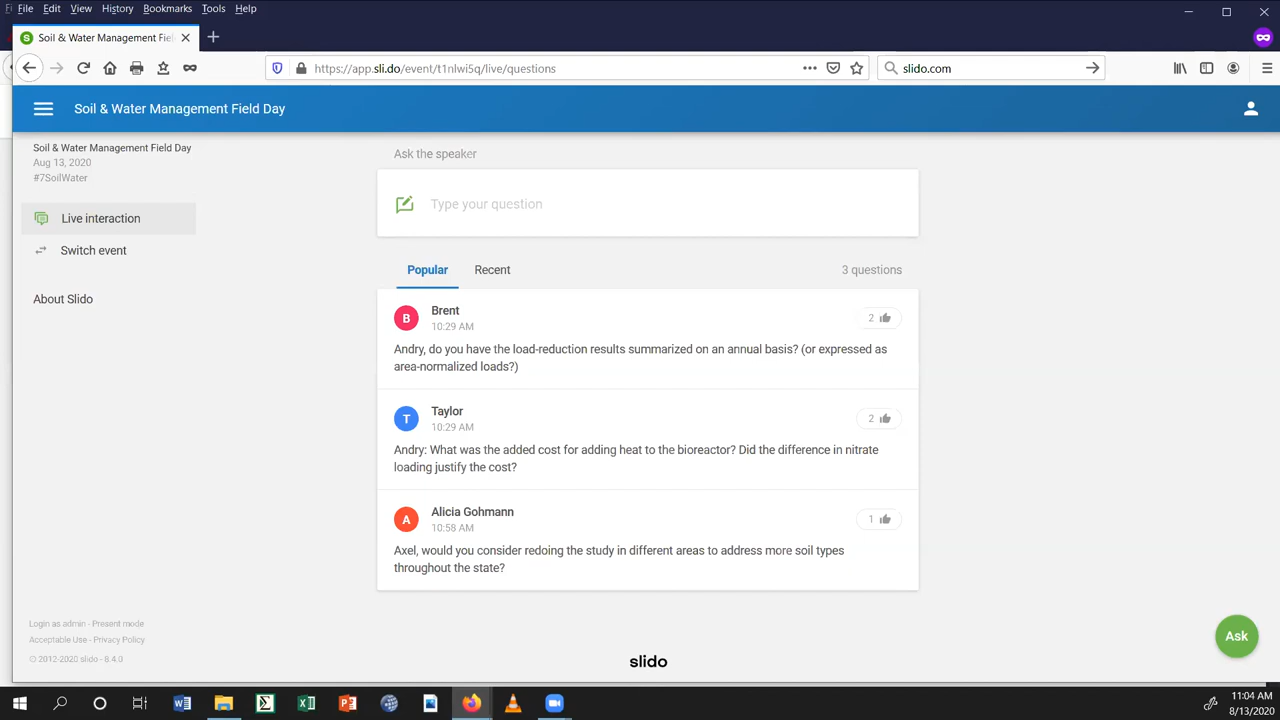 File Edit View History Bookmarks Tools Help
Soil & Water Management Fiel
https://app.sli.do/event/t1nlwi5q/live/questions
slido.com
Soil & Water Management Field Day
Soil & Water Management Field Day
Aug 13, 2020
#7SoilWater
Live interaction
Switch event
About Slido
Ask the speaker
Type your question
Popular Recent 3 questions
B Brent
10:29 AM
2
Andry, do you have the load-reduction results summarized on an annual basis? (or expressed as
area-normalized loads?)
T Taylor
10:29 AM
2
Andry: What was the added cost for adding heat to the bioreactor? Did the difference in nitrate
loading justify the cost?
A Alicia Gohmann
10:58 AM
1
Axel, would you consider redoing the study in different areas to address more soil types
throughout the state?
Login as admin - Present mode
Acceptable Use - Privacy Policy
© 2012-2020 slido - 8.4.0
slido
Ask
11:04 AM
8/13/2020